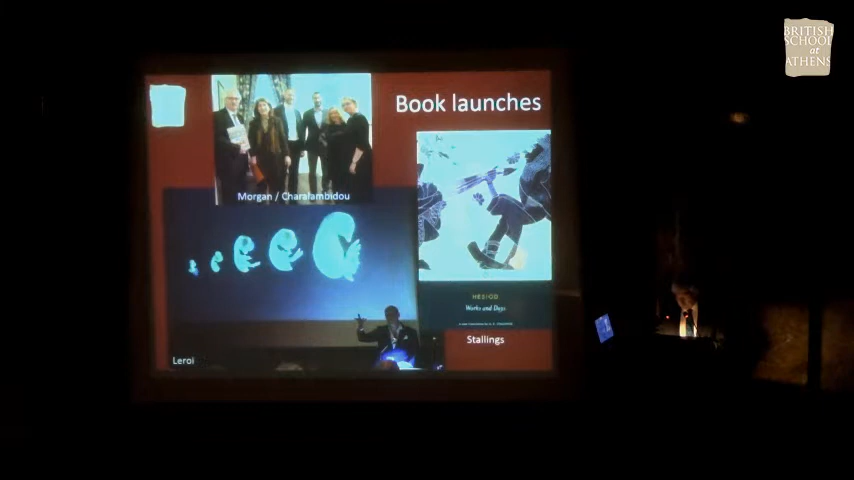 BRITISH
SCHOOL
at
ATHENS
Book launches
Morgan / Charalambidou
HESIOD
Works and Days
Stallings
Leroi